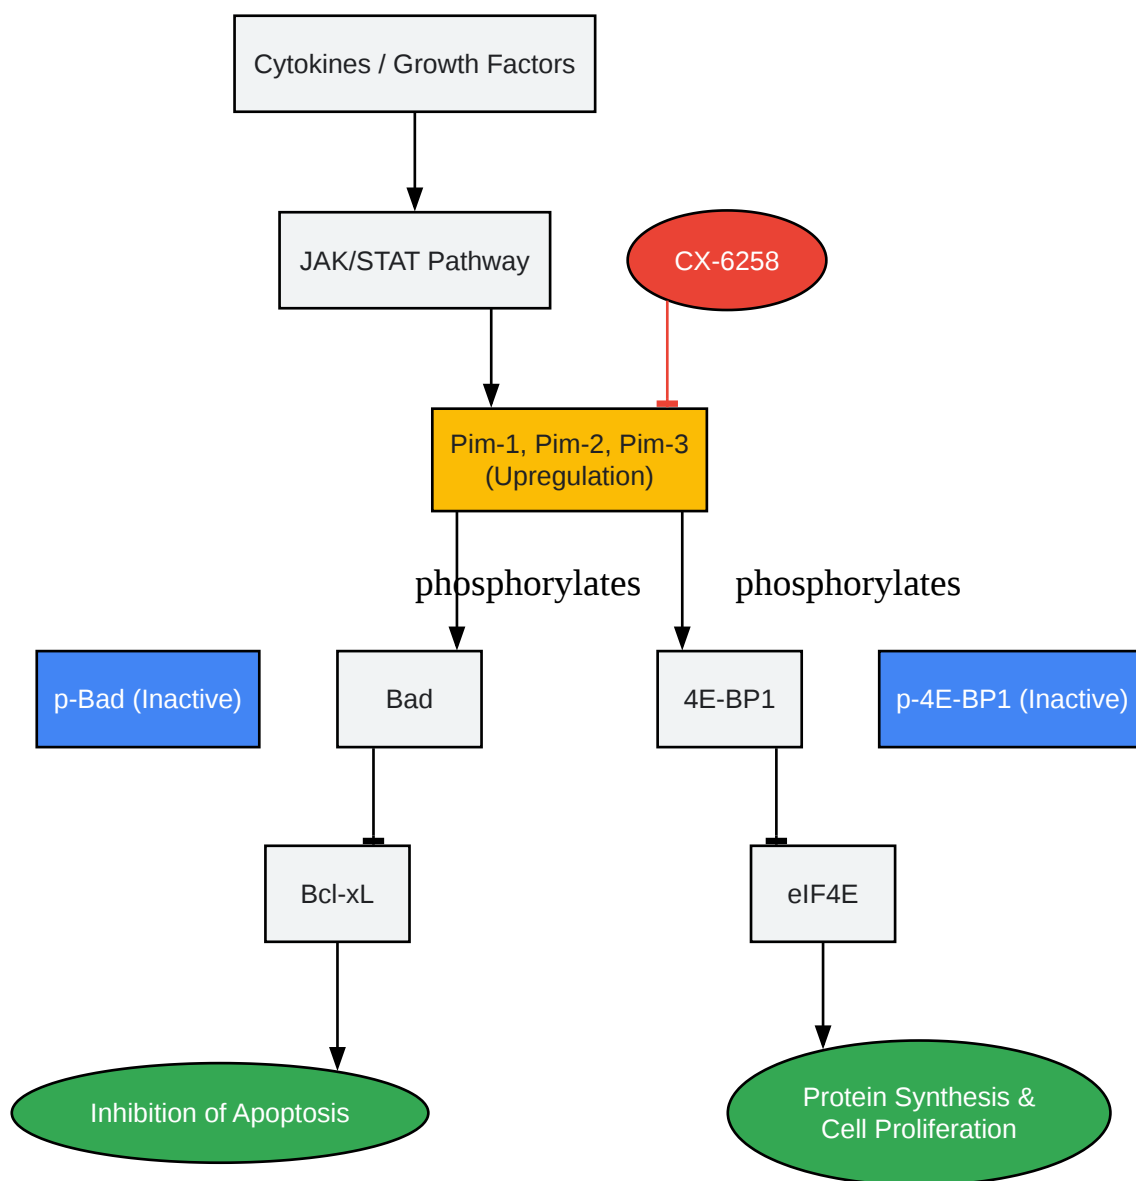 Cytokines / Growth Factors
JAK/STAT Pathway
CX-6258
Pim-1, Pim-2, Pim-3
(Upregulation)
phosphorylates
phosphorylates
p-Bad (Inactive)
Bad
4E-BP1
p-4E-BP1 (Inactive)
Bcl-xL
eIF4E
Inhibition of Apoptosis
Protein Synthesis &
Cell Proliferation